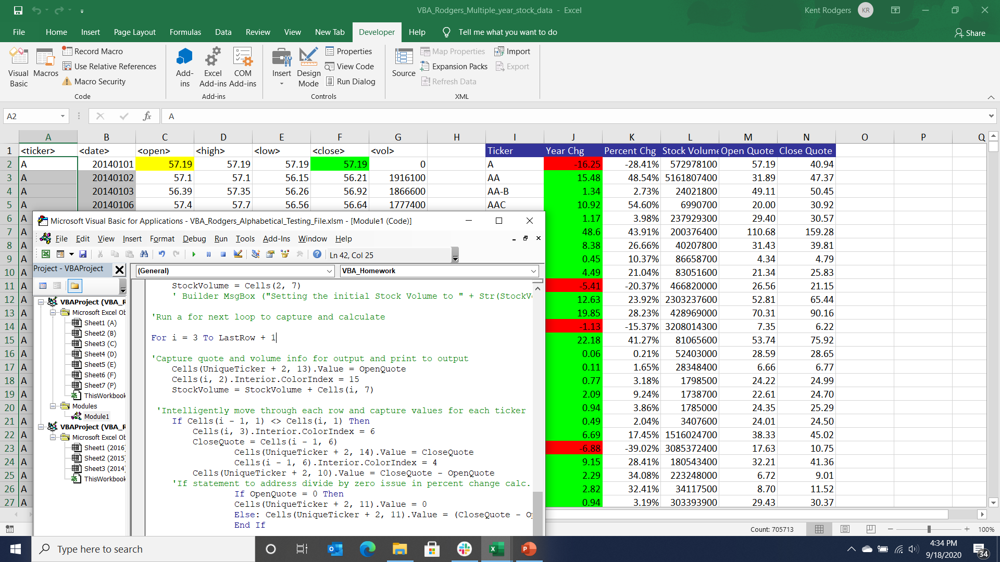 VBA_Rodgers_Multiple_year_stock_data - Excel
Kent Rodgers KR
File Home Insert Page Layout Formulas Data Review View New Tab Developer Help Tell me what you want to do Share
Visual Basic
Macros
Record Macro
Use Relative References
Macro Security
Code
Add-ins
Excel Add-ins
COM Add-ins
Add-ins
Insert
Design Mode
Properties
View Code
Run Dialog
Controls
Source
Map Properties
Expansion Packs
Refresh Data
Import
Export
XML
A2 fx A
A B C D E F G H I J K L M N O P Q
1 <ticker> <date> <open> <high> <low> <close> <vol> Ticker Year Chg Percent Chg Stock Volume Open Quote Close Quote
2 A 20140101 57.19 57.19 57.19 57.19 0 A -16.25 -28.41% 572978100 57.19 40.94
3 A 20140102 57.1 57.1 56.15 56.21 1916100 AA 15.48 48.54% 5161807400 31.89 47.37
4 A 20140103 56.39 57.35 56.26 56.92 1866600 AA-B 1.34 2.73% 24021800 49.11 50.45
5 A 20140106 57.4 57.7 56.56 56.64 1777400 AAC 10.92 54.60% 6990700 20.00 30.92
6 A 1.17 3.98% 237929300 29.40 30.57
7 A 48.6 43.91% 200376400 110.68 159.28
8 A 8.38 26.66% 40207800 31.43 39.81
9 A 0.45 10.37% 86658700 4.34 4.79
10 A 4.49 21.04% 83051600 21.34 25.83
11 A -5.41 -20.37% 466820000 26.56 21.15
12 A 12.63 23.92% 2303237600 52.81 65.44
13 A 19.85 28.23% 428969000 70.31 90.16
14 A -1.13 -15.37% 3208014300 7.35 6.22
15 A 22.18 41.27% 81065600 53.74 75.92
16 A 0.06 0.21% 52403000 28.59 28.65
17 A 0.11 1.65% 28348400 6.66 6.77
18 A 0.77 3.18% 1798500 24.22 24.99
19 A 2.09 9.24% 1738700 22.61 24.70
20 A 0.94 3.86% 1785000 24.35 25.29
21 A 0.49 2.04% 3407600 24.01 24.50
22 A 6.69 17.45% 1516024700 38.33 45.02
23 A -6.88 -39.02% 3085372400 17.63 10.75
24 A 9.15 28.41% 180543400 32.21 41.36
25 A 2.29 34.08% 223248000 6.72 9.01
26 A 2.82 32.41% 34117500 8.70 11.52
27 A 0.94 3.19% 303393900 29.43 30.37
Microsoft Visual Basic for Applications - VBA_Rodgers_Alphabetical_Testing_File.xlsm - [Module1 (Code)]
File Edit View Insert Format Debug Run Tools Add-Ins Window Help
Ln 42, Col 25
Project - VBAProject
VBAProject (VBA_R
Microsoft Excel Ob
Sheet1 (A)
Sheet2 (B)
Sheet3 (C)
Sheet4 (D)
Sheet5 (E)
Sheet6 (F)
Sheet7 (P)
ThisWorkbook
Modules
Module1
VBAProject (VBA_R
Microsoft Excel Ob
Sheet1 (2016)
Sheet2 (2015)
Sheet3 (2014)
ThisWorkbook
(General) VBA_Homework
StockVolume = Cells(2, 7)
' Builder MsgBox ("Setting the initial Stock Volume to " + Str(StockV
'Run a for next loop to capture and calculate
For i = 3 To LastRow + 1
'Capture quote and volume info for output and print to output
Cells(UniqueTicker + 2, 13).Value = OpenQuote
Cells(i, 2).Interior.ColorIndex = 15
StockVolume = StockVolume + Cells(i, 7)
'Intelligently move through each row and capture values for each ticker
If Cells(i - 1, 1) <> Cells(i, 1) Then
Cells(i, 3).Interior.ColorIndex = 6
CloseQuote = Cells(i - 1, 6)
Cells(UniqueTicker + 2, 14).Value = CloseQuote
Cells(i - 1, 6).Interior.ColorIndex = 4
Cells(UniqueTicker + 2, 10).Value = CloseQuote - OpenQuote
'If statement to address divide by zero issue in percent change calc.
If OpenQuote = 0 Then
Cells(UniqueTicker + 2, 11).Value = 0
Else: Cells(UniqueTicker + 2, 11).Value = (CloseQuote - Op
End If
Count: 705713
100%
Type here to search
4:34 PM
9/18/2020
34